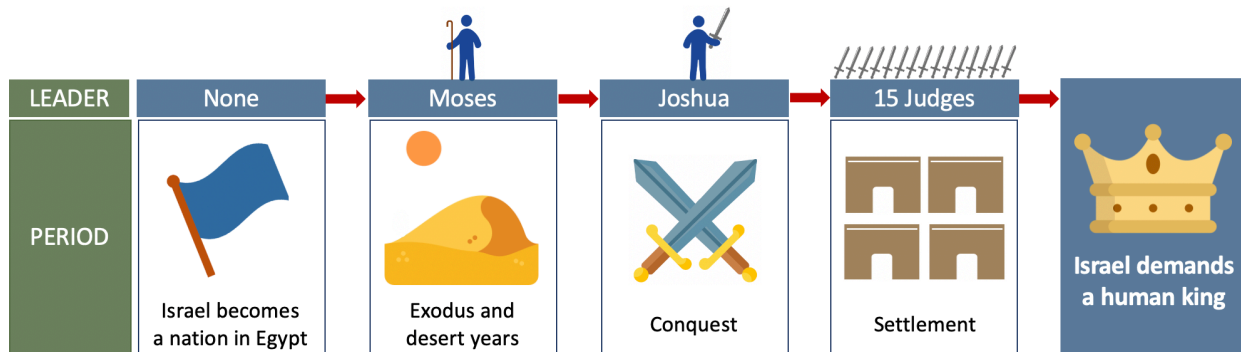 LEADER
None
Moses
Joshua
15 Judges
PERIOD
Israel becomes
a nation in Egypt
Exodus and
desert years
Conquest
Settlement
Israel demands
a human king